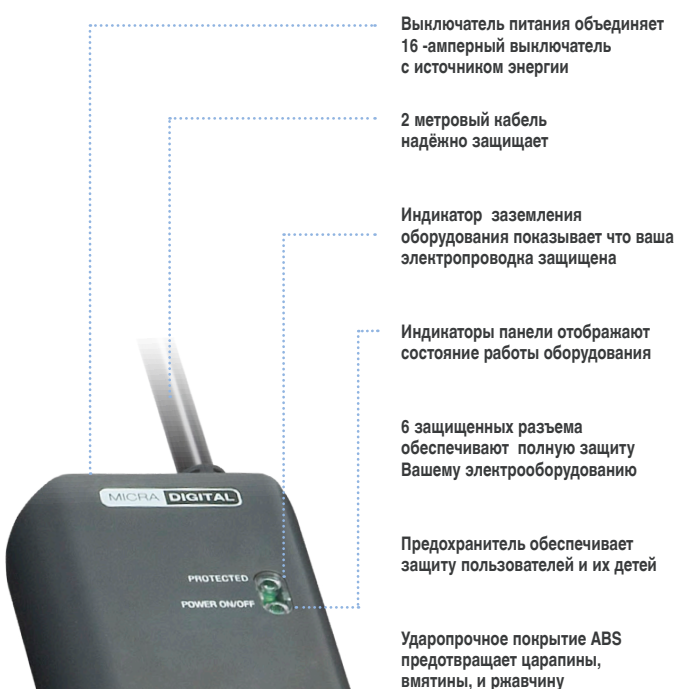 Выключатель питания объединяет
16 -амперный выключатель
с источником энергии
2 метровый кабель
надёжно защищает
Индикатор  заземления
оборудования показывает что ваша
электропроводка защищена
Индикаторы панели отображают
состояние работы оборудования
6 защищенных разъема
обеспечивают  полную защиту
Вашему электрооборудованию
Предохранитель обеспечивает
защиту пользователей и их детей
Ударопрочное покрытие ABS
предотвращает царапины,
вмятины, и ржавчину
MICRA DIGITAL
PROTECTED
POWER ON/OFF